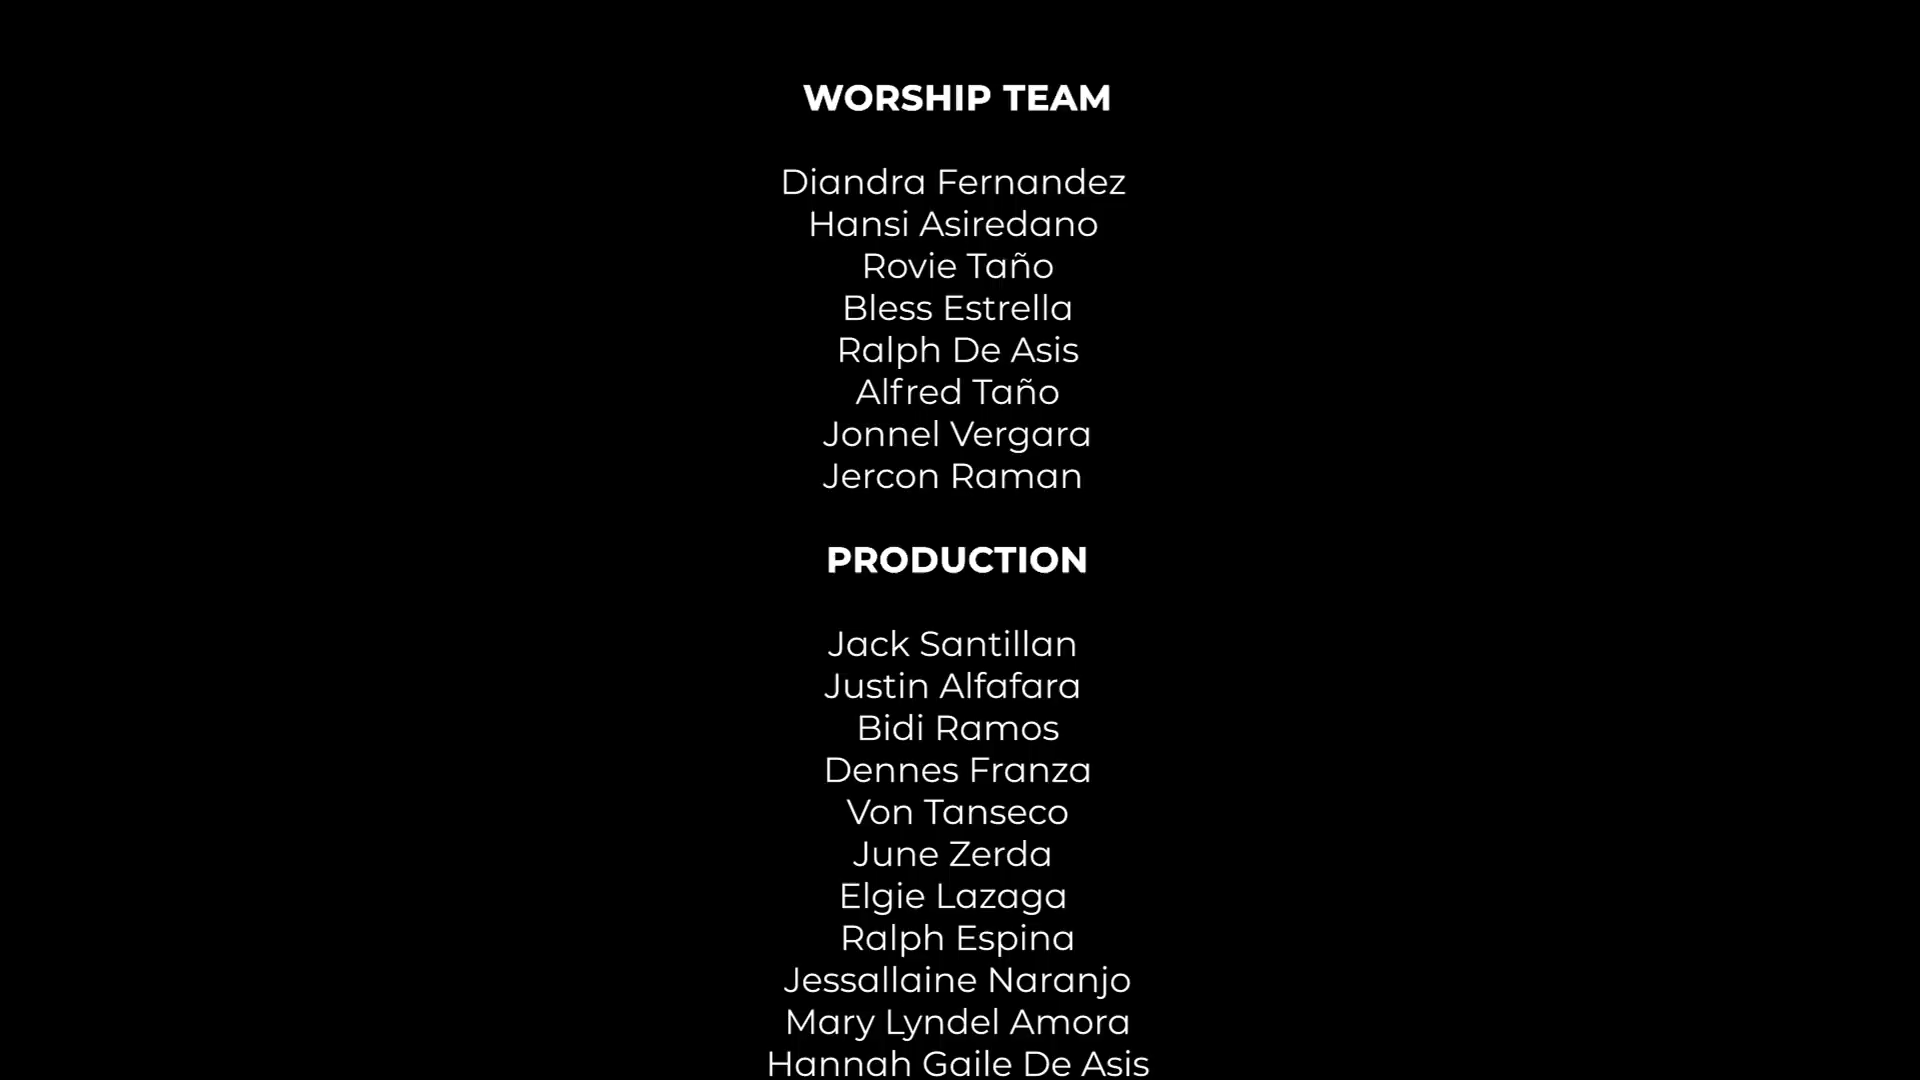 WORSHIP TEAM
Diandra Fernandez
Hansi Asiredano
Rovie Taño
Bless Estrella
Ralph De Asis
Alfred Taño
Jonnel Vergara
Jercon Raman
PRODUCTION
Jack Santillan
Justin Alfafara
Bidi Ramos
Dennes Franza
Von Tanseco
June Zerda
Elgie Lazaga
Ralph Espina
Jessallaine Naranjo
Mary Lyndel Amora
Hannah Gaile De Asis